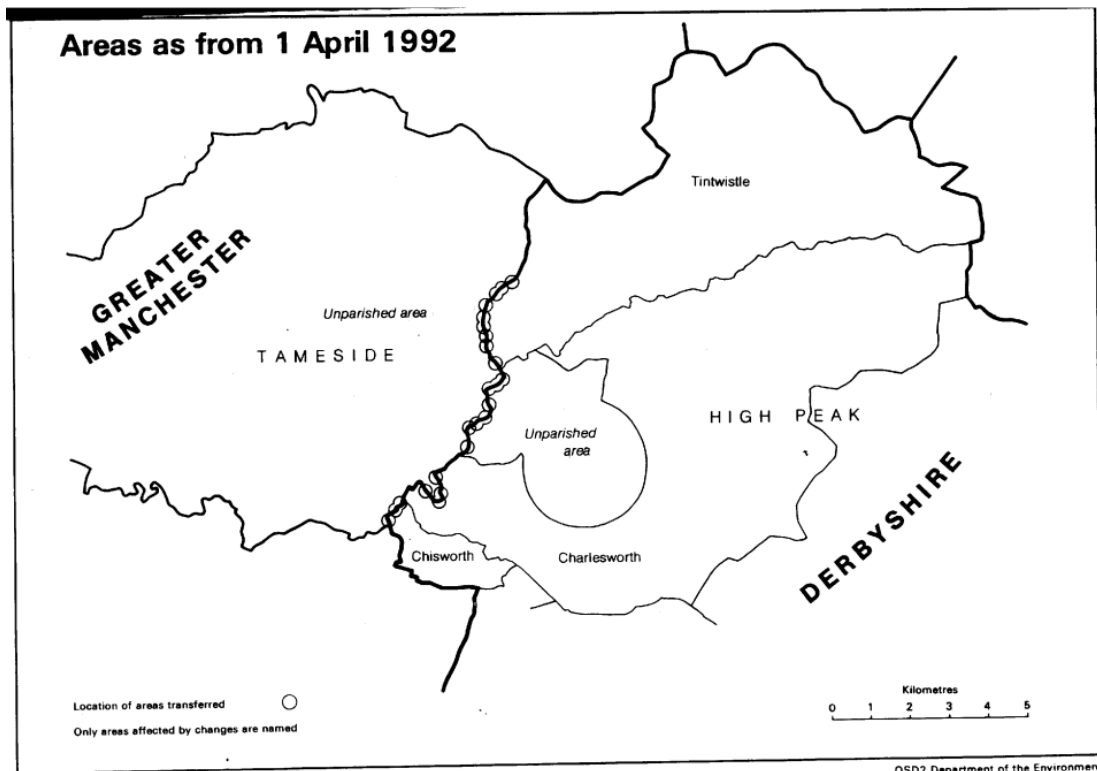 Areas as from 1 April 1992
Tintwistle
GREATER
MANCHESTER
Unparished area
TAMESIDE
HIGH PEAK
Unparished
area
DERBYSHIRE
Chisworth
Charlesworth
Location of areas transferred
Only areas affected by changes are named
Kilometres
0 1 2 3 4 5
OSD2 Department of the Environmen